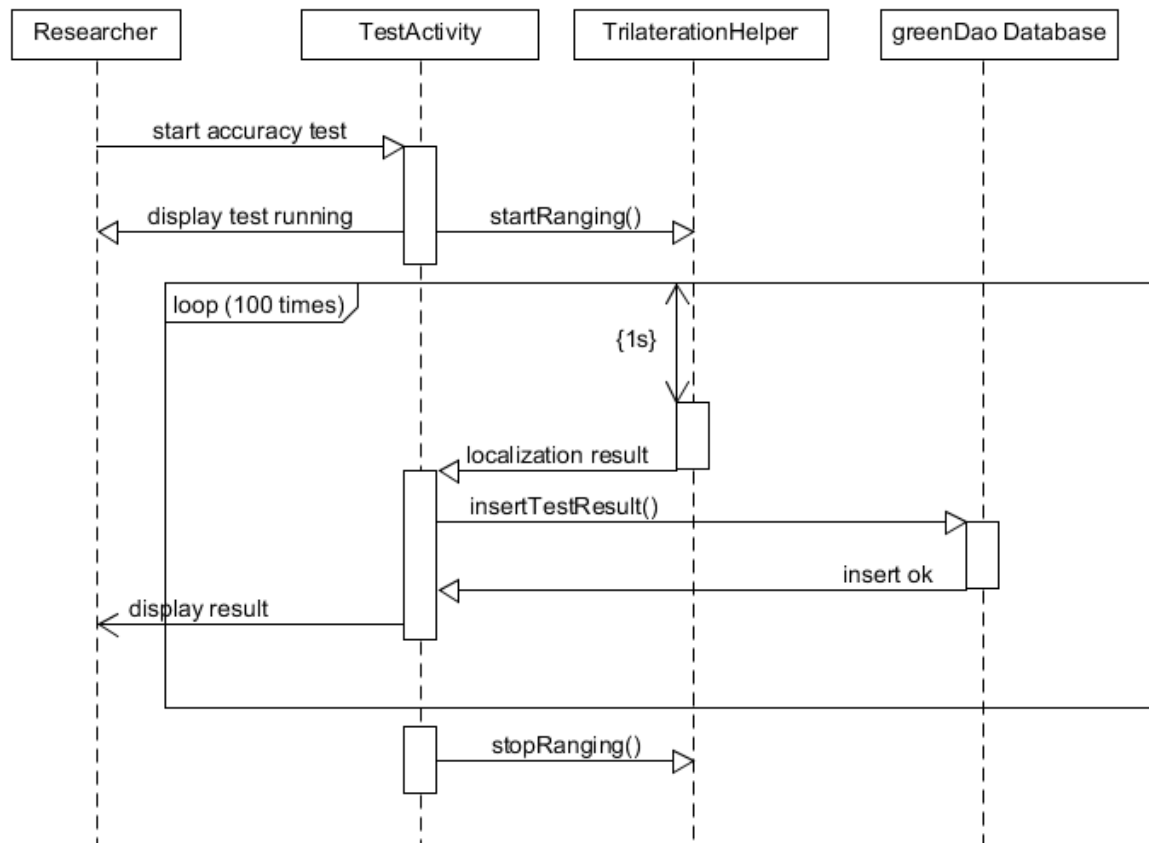 Researcher
TestActivity
TrilaterationHelper
greenDao Database
start accuracy test
display test running
startRanging()
loop (100 times)
{1s}
localization result
insertTestResult()
insert ok
display result
stopRanging()